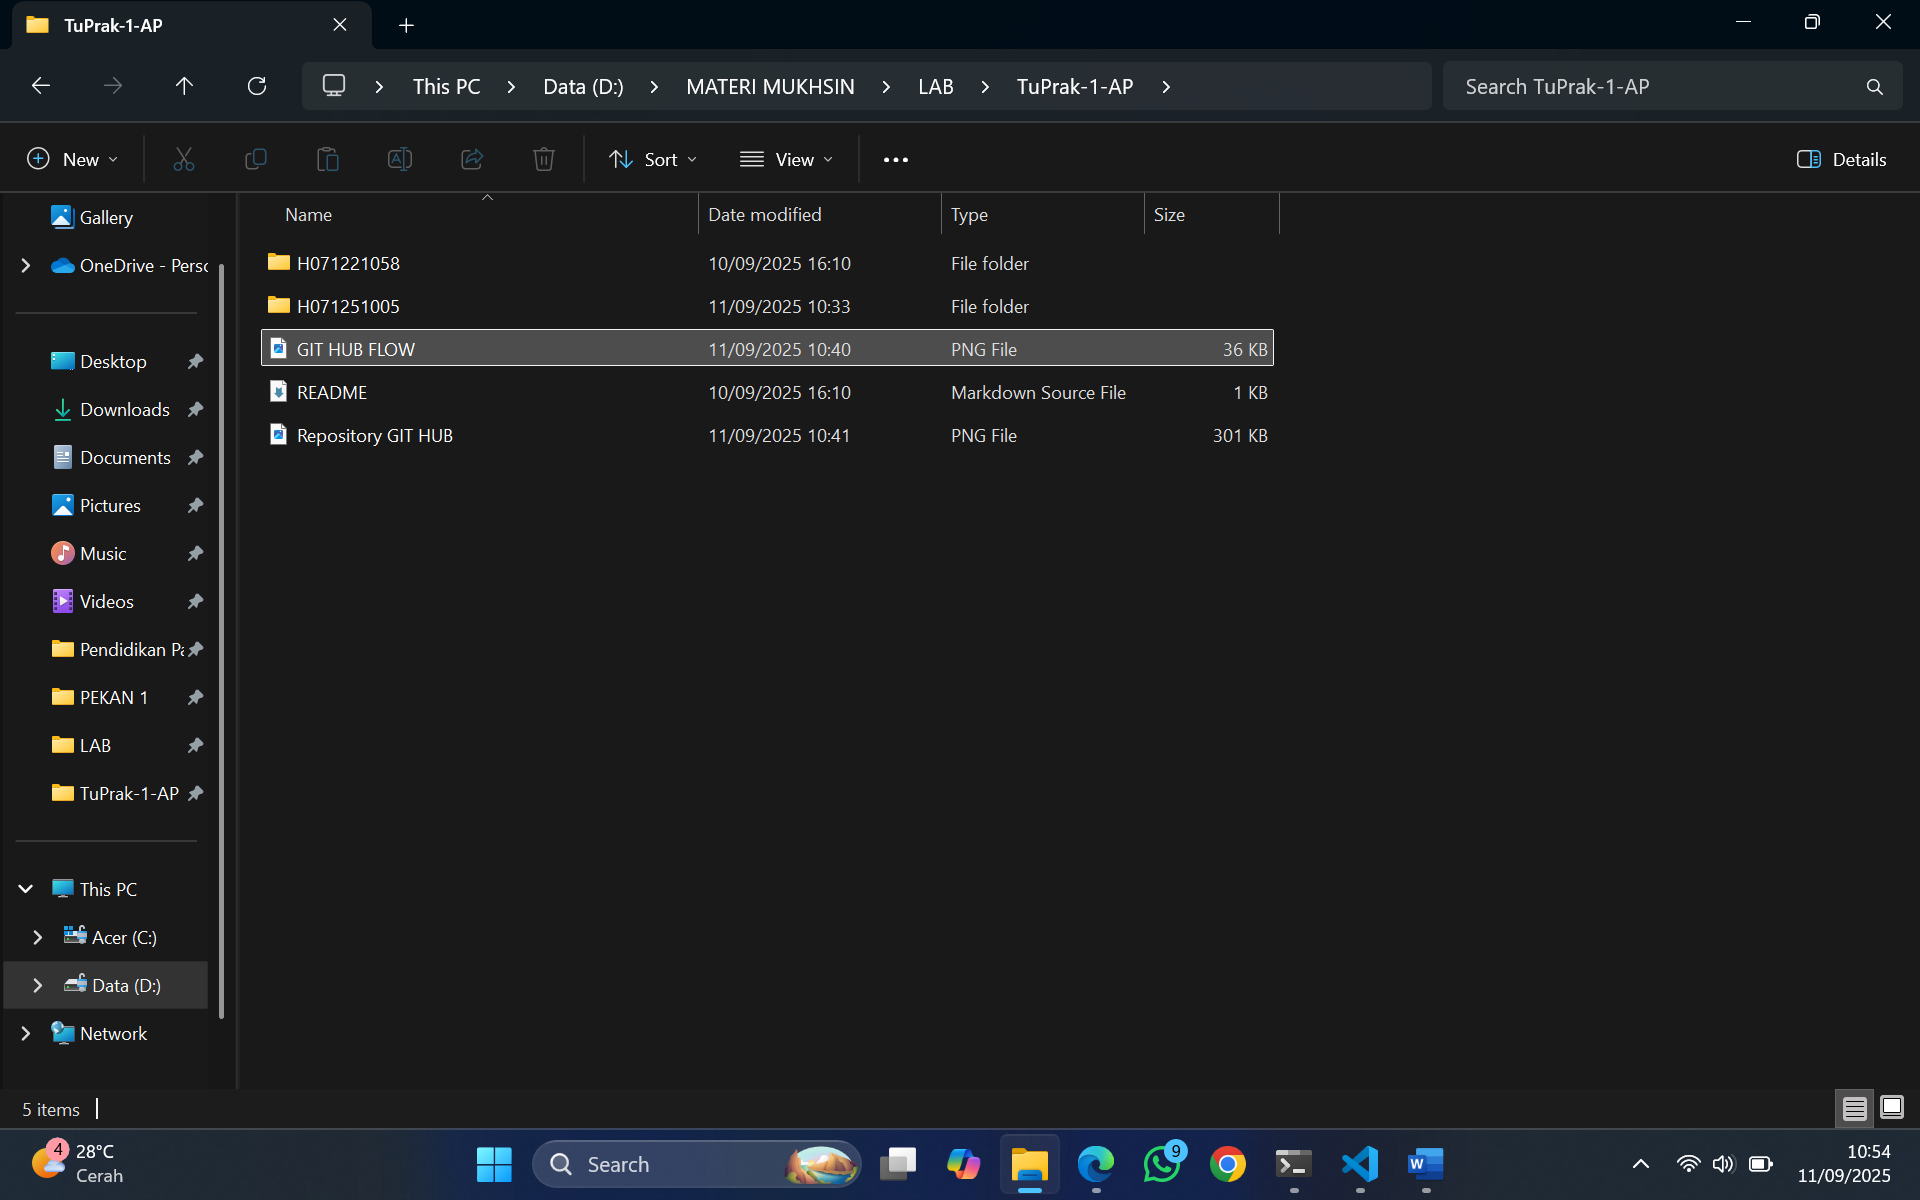 TuPrak-1-AP
This PC
Data (D:)
MATERI MUKHSIN
LAB
TuPrak-1-AP
Search TuPrak-1-AP
New
Sort
View
Details
Name
Date modified
Type
Size
H071221058 10/09/2025 16:10 File folder
H071251005 11/09/2025 10:33 File folder
GIT HUB FLOW 11/09/2025 10:40 PNG File 36 KB
README 10/09/2025 16:10 Markdown Source File 1 KB
Repository GIT HUB 11/09/2025 10:41 PNG File 301 KB
Gallery
OneDrive - Perso
Desktop
Downloads
Documents
Pictures
Music
Videos
Pendidikan Pa
PEKAN 1
LAB
TuPrak-1-AP
This PC
Acer (C:)
Data (D:)
Network
5 items
4
28°C
Cerah
Search
9
10:54
11/09/2025